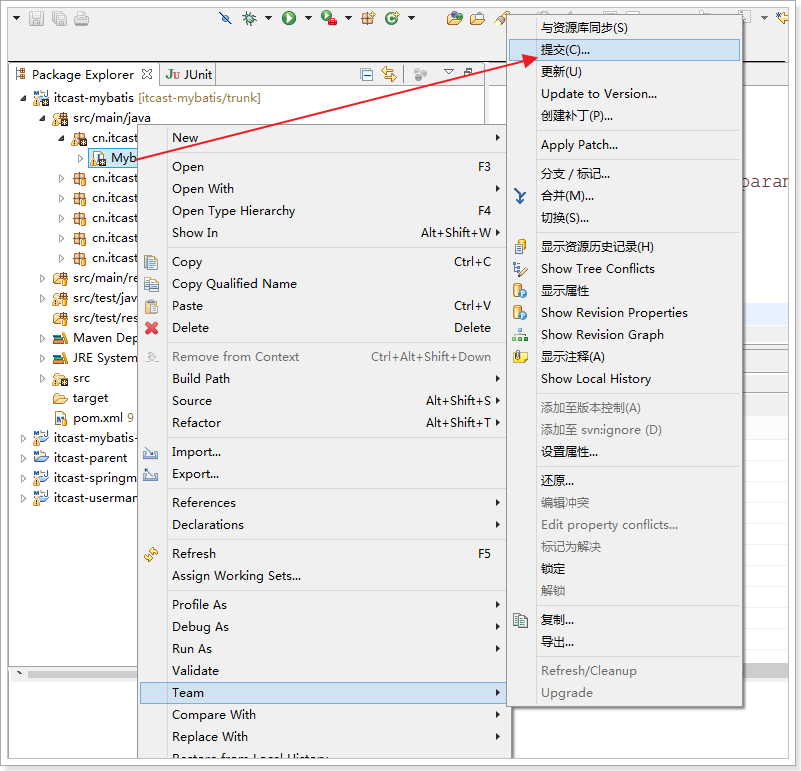 Package Explorer
JUnit
itcast-mybatis [itcast-mybatis/trunk]
src/main/java
cn.itcast
Myb
cn.itcast
cn.itcast
cn.itcast
cn.itcast
cn.itcast
src/main/re
src/test/jav
src/test/res
Maven Dep
JRE System
src
target
pom.xml 9
itcast-mybatis-
itcast-parent
itcast-springm
itcast-userman
New
Open F3
Open With
Open Type Hierarchy F4
Show In Alt+Shift+W
Copy Ctrl+C
Copy Qualified Name
Paste Ctrl+V
Delete Delete
Remove from Context Ctrl+Alt+Shift+Down
Build Path
Source Alt+Shift+S
Refactor Alt+Shift+T
Import...
Export...
References
Declarations
Refresh F5
Assign Working Sets...
Profile As
Debug As
Run As
Validate
Team
Compare With
Replace With
Restore from Local History...
与资源库同步(S)
提交(C)...
更新(U)
Update to Version...
创建补丁(P)...
Apply Patch...
分支 / 标记...
合并(M)...
切换(S)...
显示资源历史记录(H)
Show Tree Conflicts
显示属性
Show Revision Properties
Show Revision Graph
显示注释(A)
Show Local History
添加至版本控制(A)
添加至 svn:ignore (D)
设置属性...
还原...
编辑冲突
Edit property conflicts...
标记为解决
锁定
解锁
复制...
导出...
Refresh/Cleanup
Upgrade
param